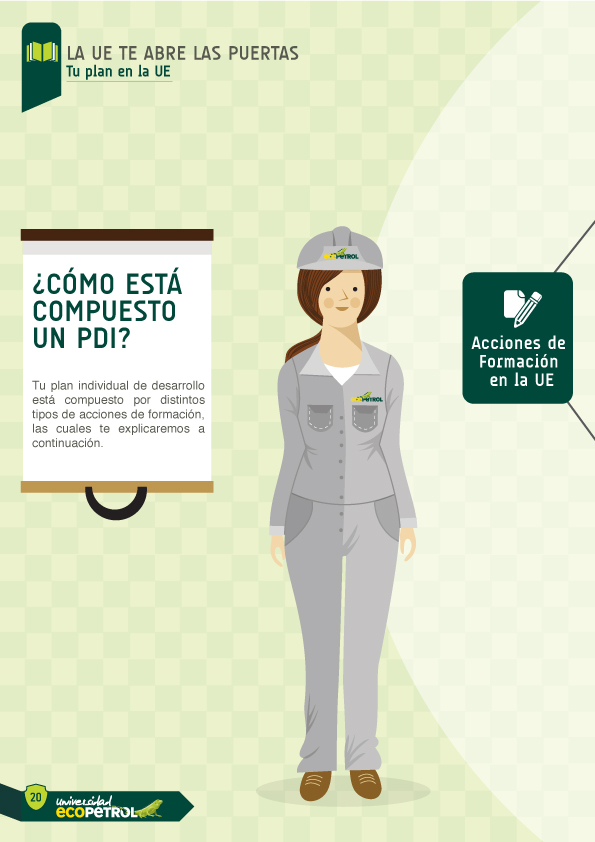 LA UE TE ABRE LAS PUERTAS
Tu plan en la UE
¿CÓMO ESTÁ
COMPUESTO
UN PDI?
Tu plan individual de desarrollo
está compuesto por distintos
tipos de acciones de formación,
las cuales te explicaremos a
continuación.
ecoPETROL
ecoPETROL
Acciones de
Formación
en la UE
20
universidad
ecoPETROL